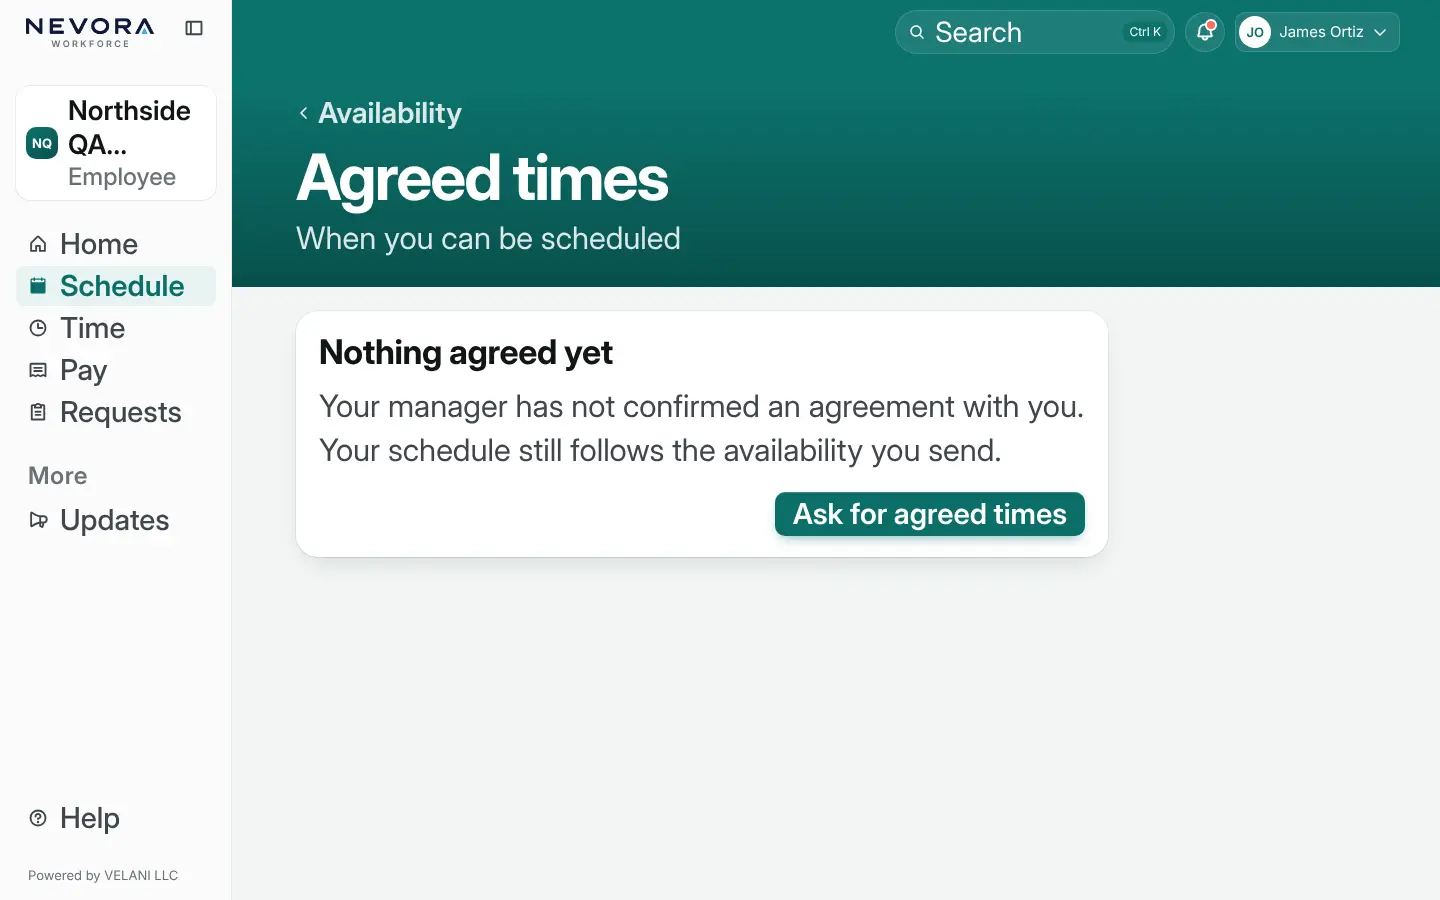 NEVORA
WORKFORCE
Search
Ctrl K
JO
James Ortiz
NQ
Northside
QA...
Employee
Home
Schedule
Time
Pay
Requests
More
Updates
Help
Powered by VELANI LLC
Availability
Agreed times
When you can be scheduled
Nothing agreed yet
Your manager has not confirmed an agreement with you.
Your schedule still follows the availability you send.
Ask for agreed times